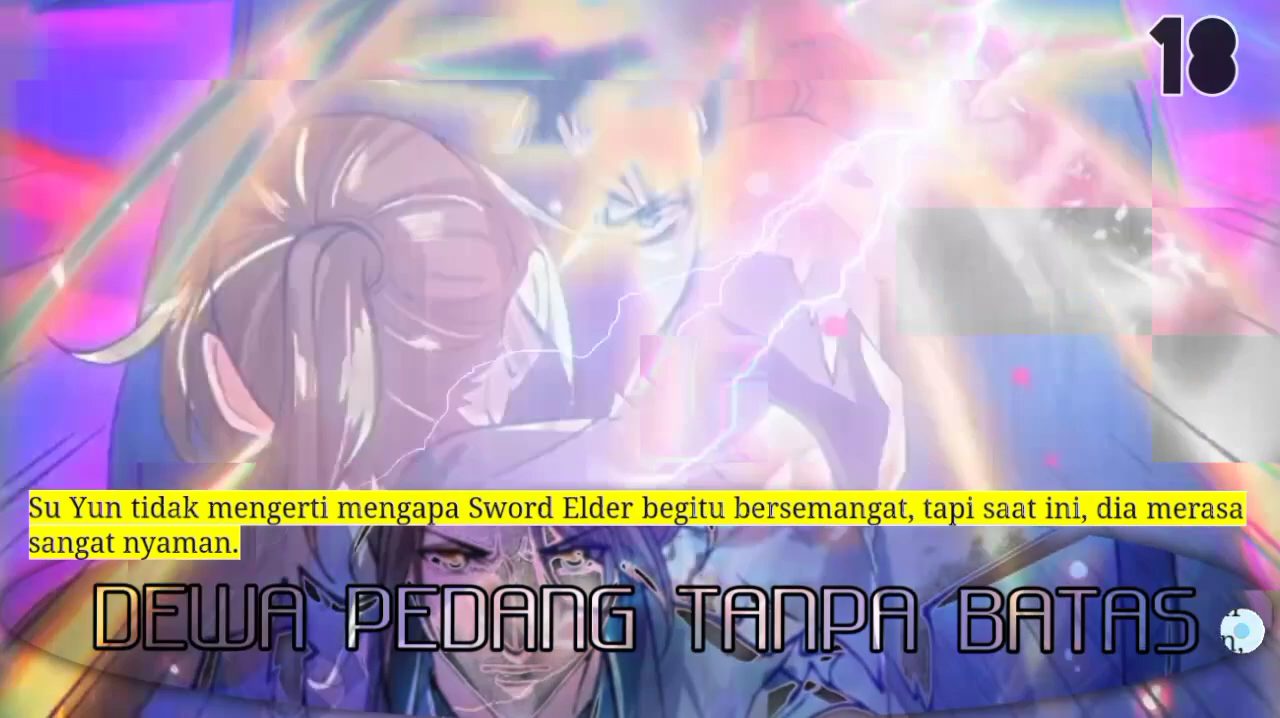 18
Su Yun tidak mengerti mengapa Sword Elder begitu bersemangat, tapi saat ini, dia merasa
sangat nyaman.
DEWA PEDANG TANPA BATAS